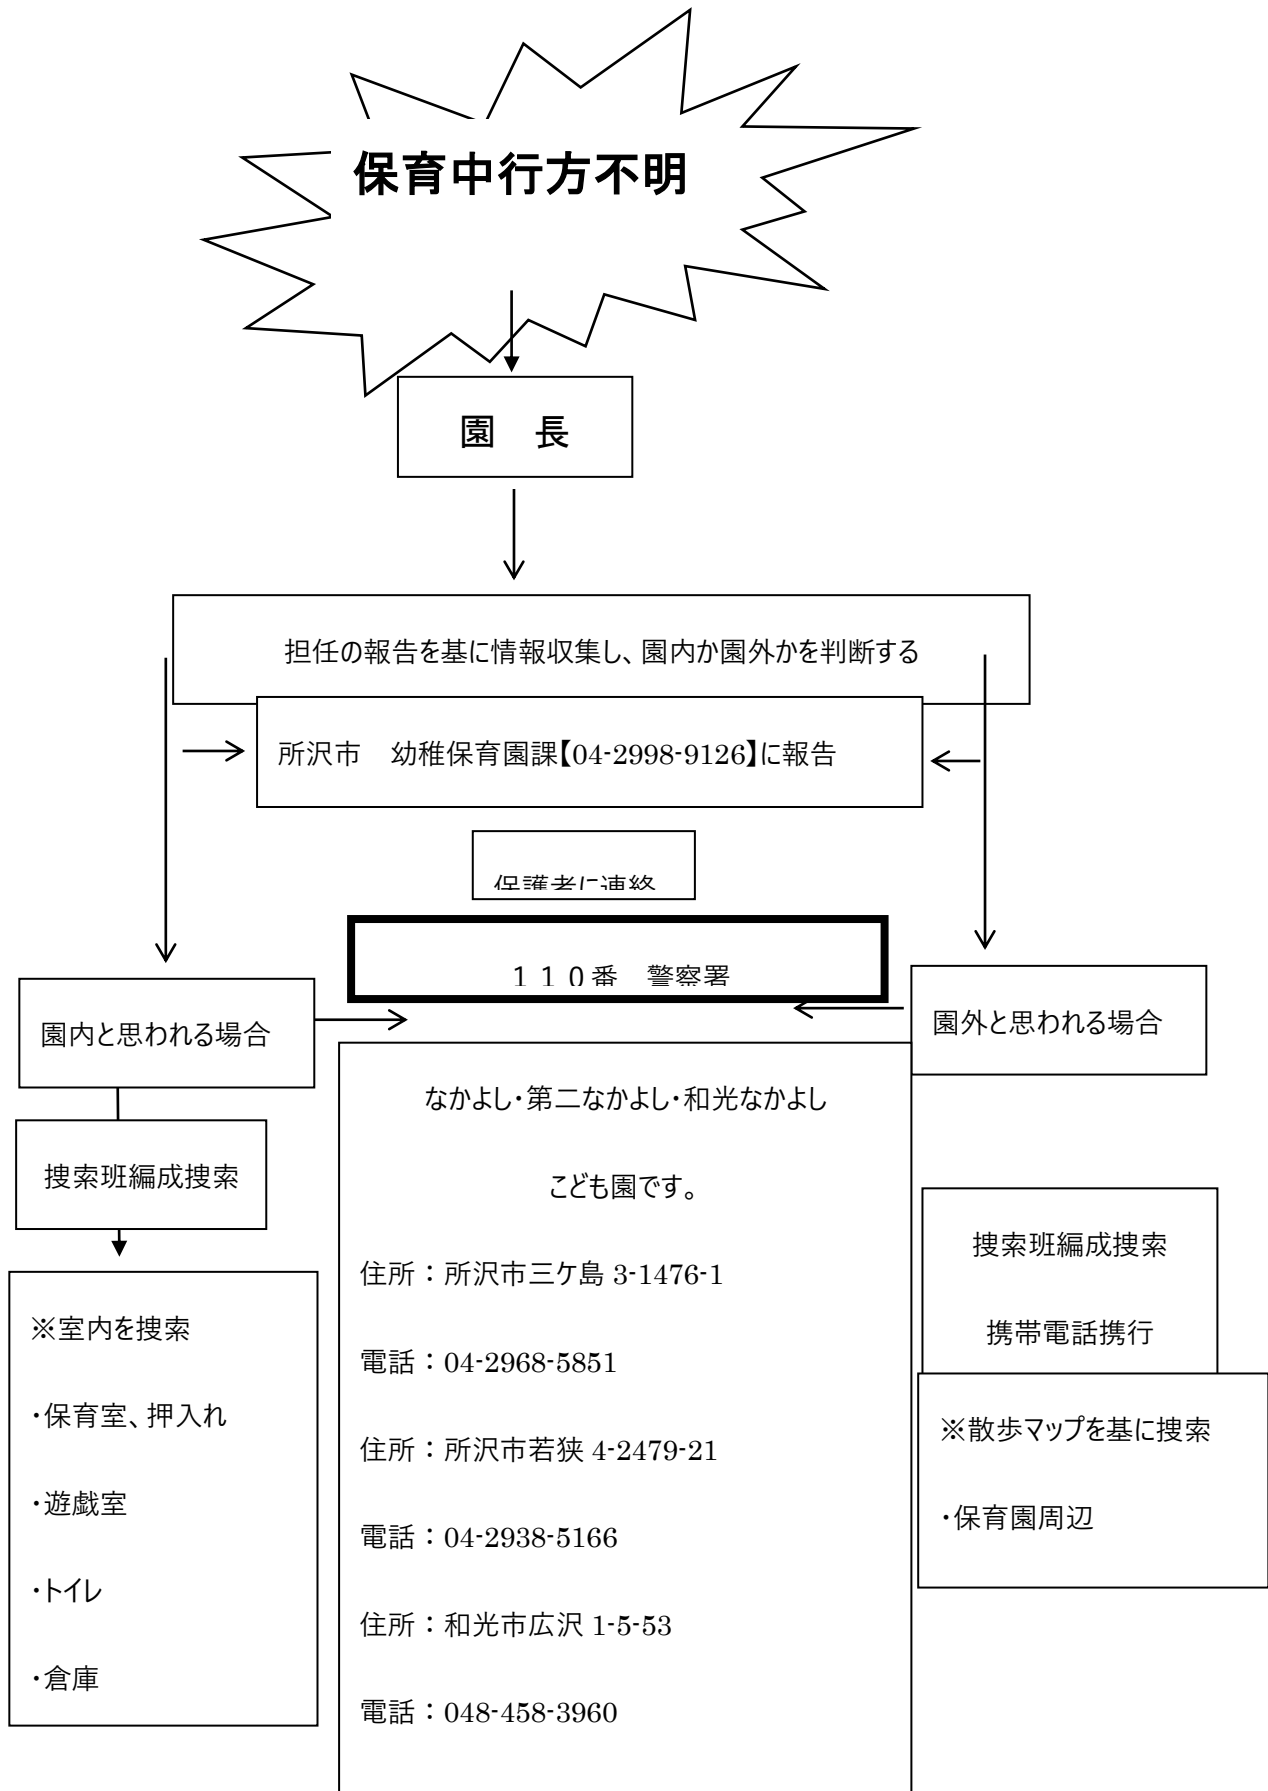 保育中行方不明
園　長
担任の報告を基に情報収集し、園内か園外かを判断する
所沢市　幼稚保育園課【04-2998-9126】に報告
保護者に連絡
１１０番　警察署
園内と思われる場合
園外と思われる場合
捜索班編成捜索
※室内を捜索
・保育室、押入れ
・遊戯室
・トイレ
・倉庫
なかよし・第二なかよし・和光なかよし
こども園です。
住所：所沢市三ケ島 3-1476-1
電話：04-2968-5851
住所：所沢市若狭 4-2479-21
電話：04-2938-5166
住所：和光市広沢 1-5-53
電話：048-458-3960
捜索班編成捜索
携帯電話携行
※散歩マップを基に捜索
・保育園周辺